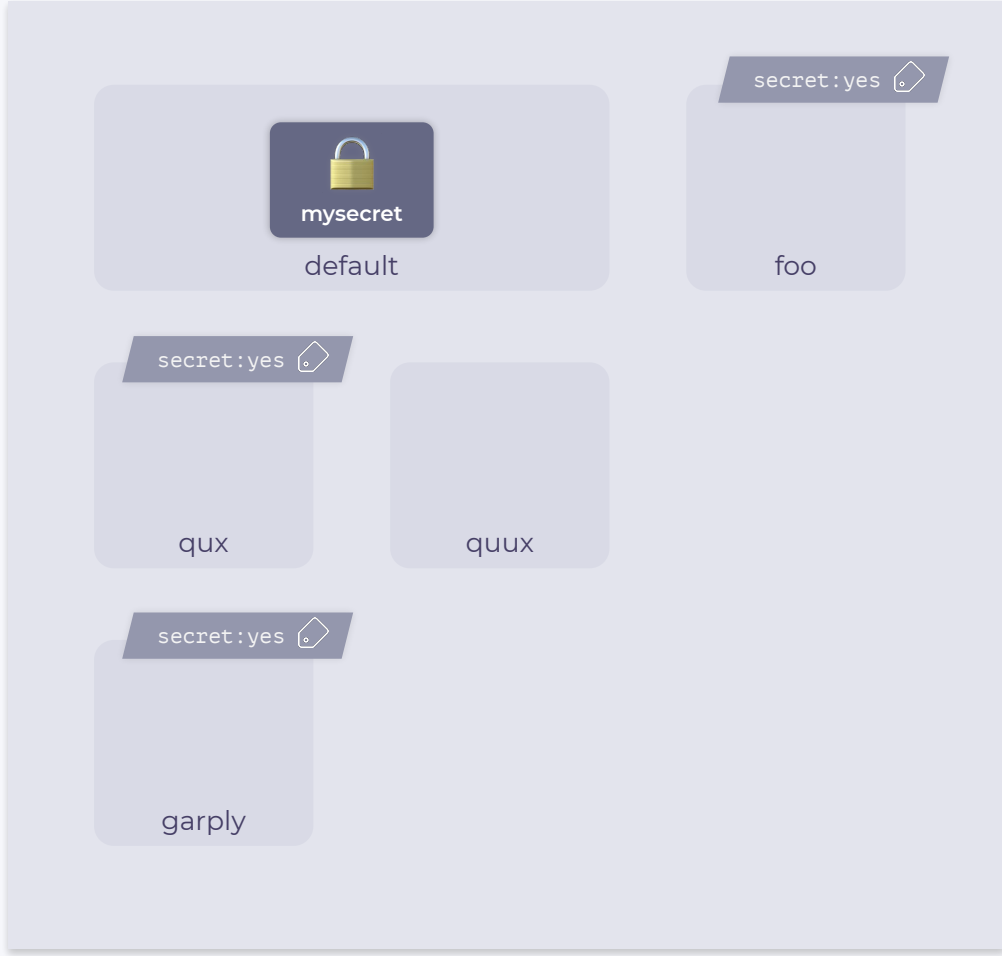 secret:yes
mysecret
default
foo
secret:yes
qux
quux
secret:yes
garply